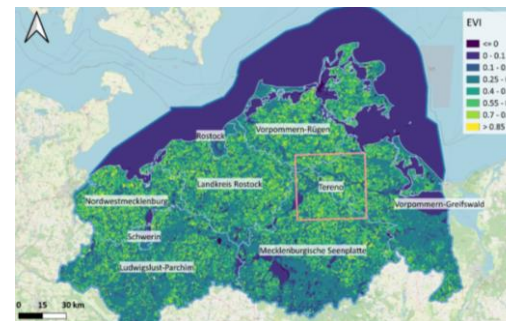 EVI
<= 0
0 - 0.1
0.1 - 0.
0.25 -
0.4 - 0.
0.55 -
0.7 - 0.
> 0.85
Rostock
Vorpommern-Rügen
Landkreis Rostock
Tereno
Nordwestmecklenburg
Vorpommern-Greifswald
Schwerin
Mecklenburgische Seenplatte
Ludwigslust-Parchim
0 15 30 km